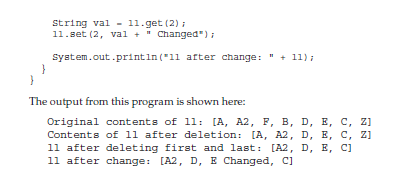 String val = ll.get(2);
ll.set(2, val + " Changed");
System.out.println("ll after change: " + ll);
}
}
The output from this program is shown here:
Original contents of ll: [A, A2, F, B, D, E, C, Z]
Contents of ll after deletion: [A, A2, D, E, C, Z]
ll after deleting first and last: [A2, D, E, C]
ll after change: [A2, D, E Changed, C]